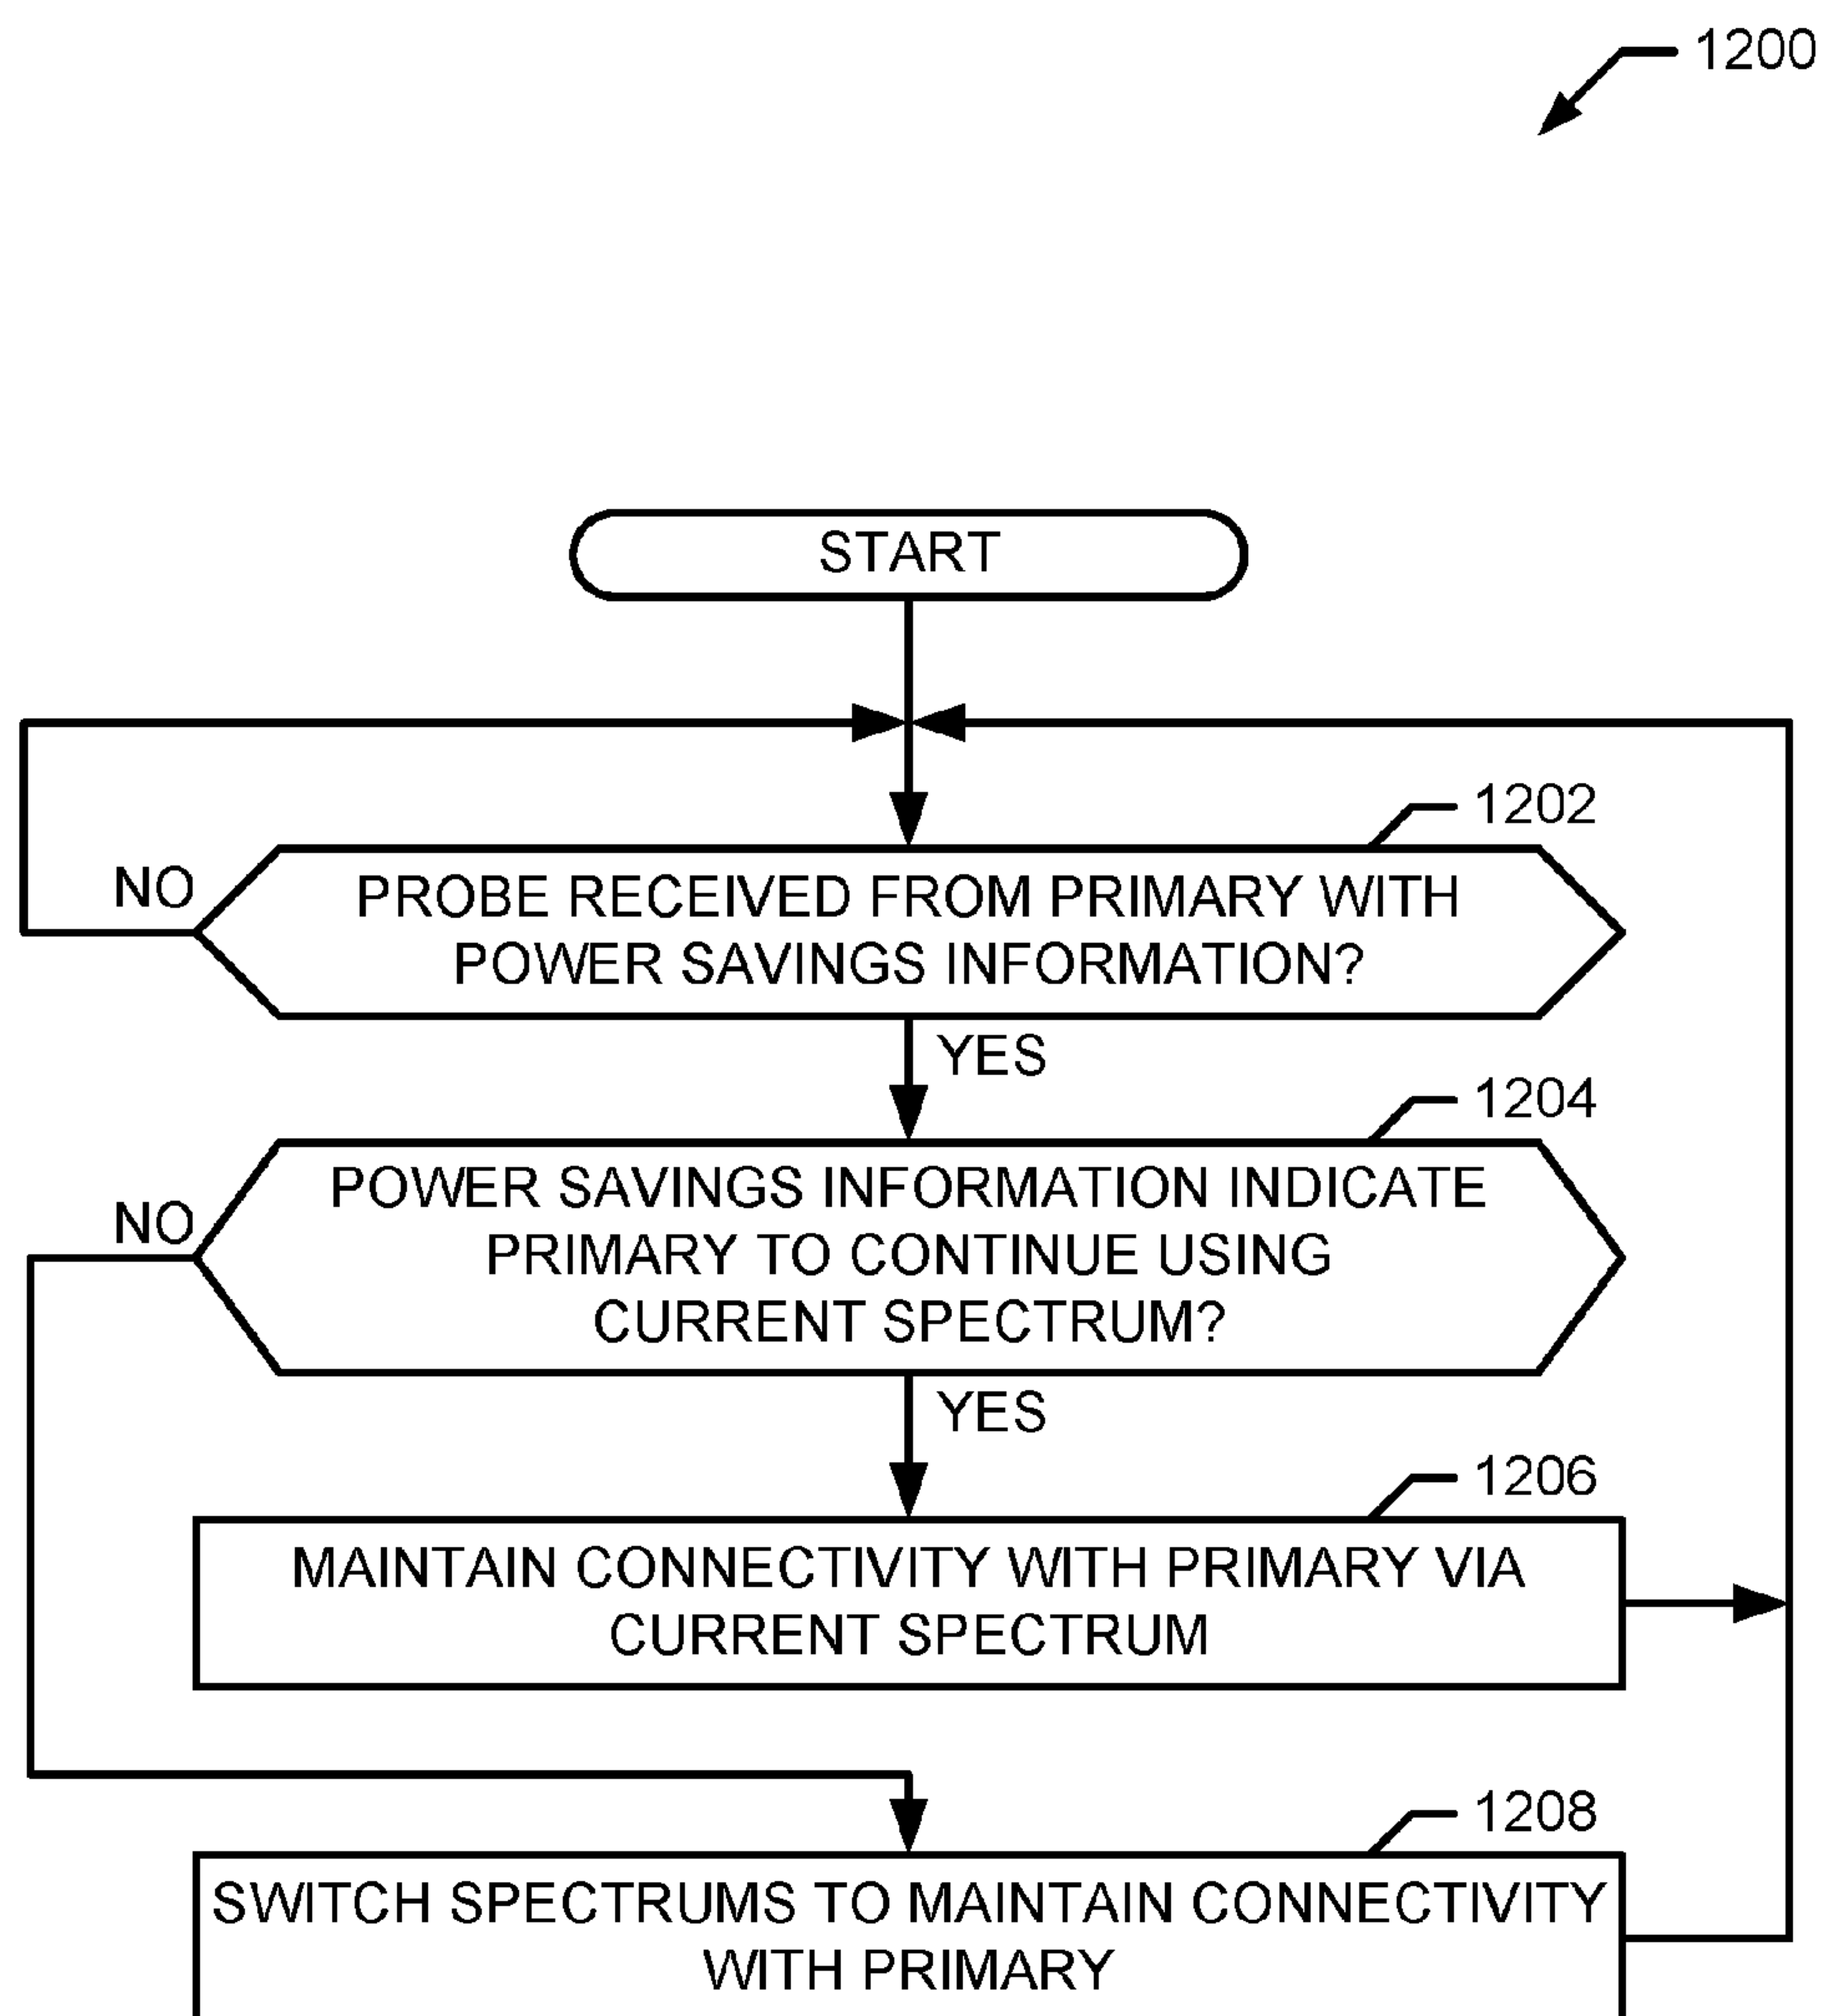 1200
START
1202
NO
PROBE RECEIVED FROM PRIMARY WITH
POWER SAVINGS INFORMATION?
YES
1204
POWER SAVINGS INFORMATION INDICATE
NO
PRIMARY TO CONTINUE USING
CURRENT SPECTRUM?
YES
1206
MAINTAIN CONNECTIVITY WITH PRIMARY VIA
CURRENT SPECTRUM
1208
SWITCH SPECTRUMS TO MAINTAIN CONNECTIVITY
WITH PRIMARY